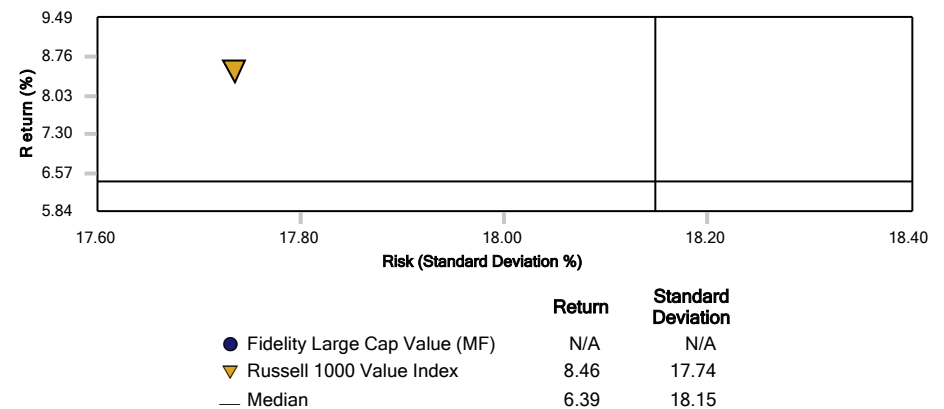 9.49
8.76
8.03
7.30
6.57
5.84
Return (%)
17.60 17.80 18.00 18.20 18.40
Risk (Standard Deviation %)
Return Standard Deviation
Fidelity Large Cap Value (MF) N/A N/A
Russell 1000 Value Index 8.46 17.74
Median 6.39 18.15